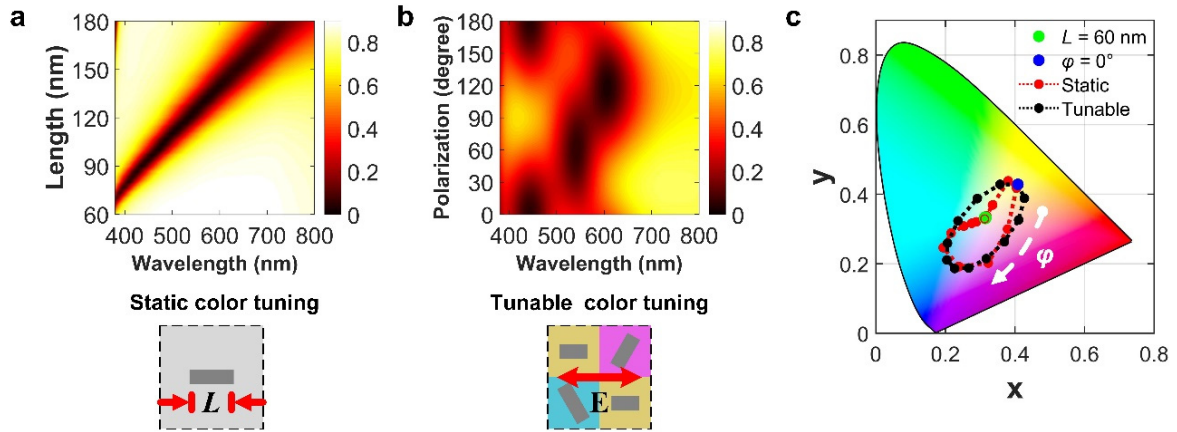 a
Length (nm)
180
150
120
90
60
400 500 600 700 800
Wavelength (nm)
0.8
0.6
0.4
0.2
0
Static color tuning
L
b
Polarization (degree)
180
150
120
90
60
30
0
400 500 600 700 800
Wavelength (nm)
0.8
0.6
0.4
0.2
0
Tunable color tuning
E
c
y
0.8
0.6
0.4
0.2
0
0 0.2 0.4 0.6 0.8
x
L = 60 nm
φ = 0°
Static
Tunable
φ